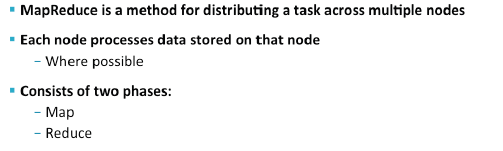 ▪ MapReduce is a method for distributing a task across multiple nodes
▪ Each node processes data stored on that node
– Where possible
▪ Consists of two phases:
– Map
– Reduce